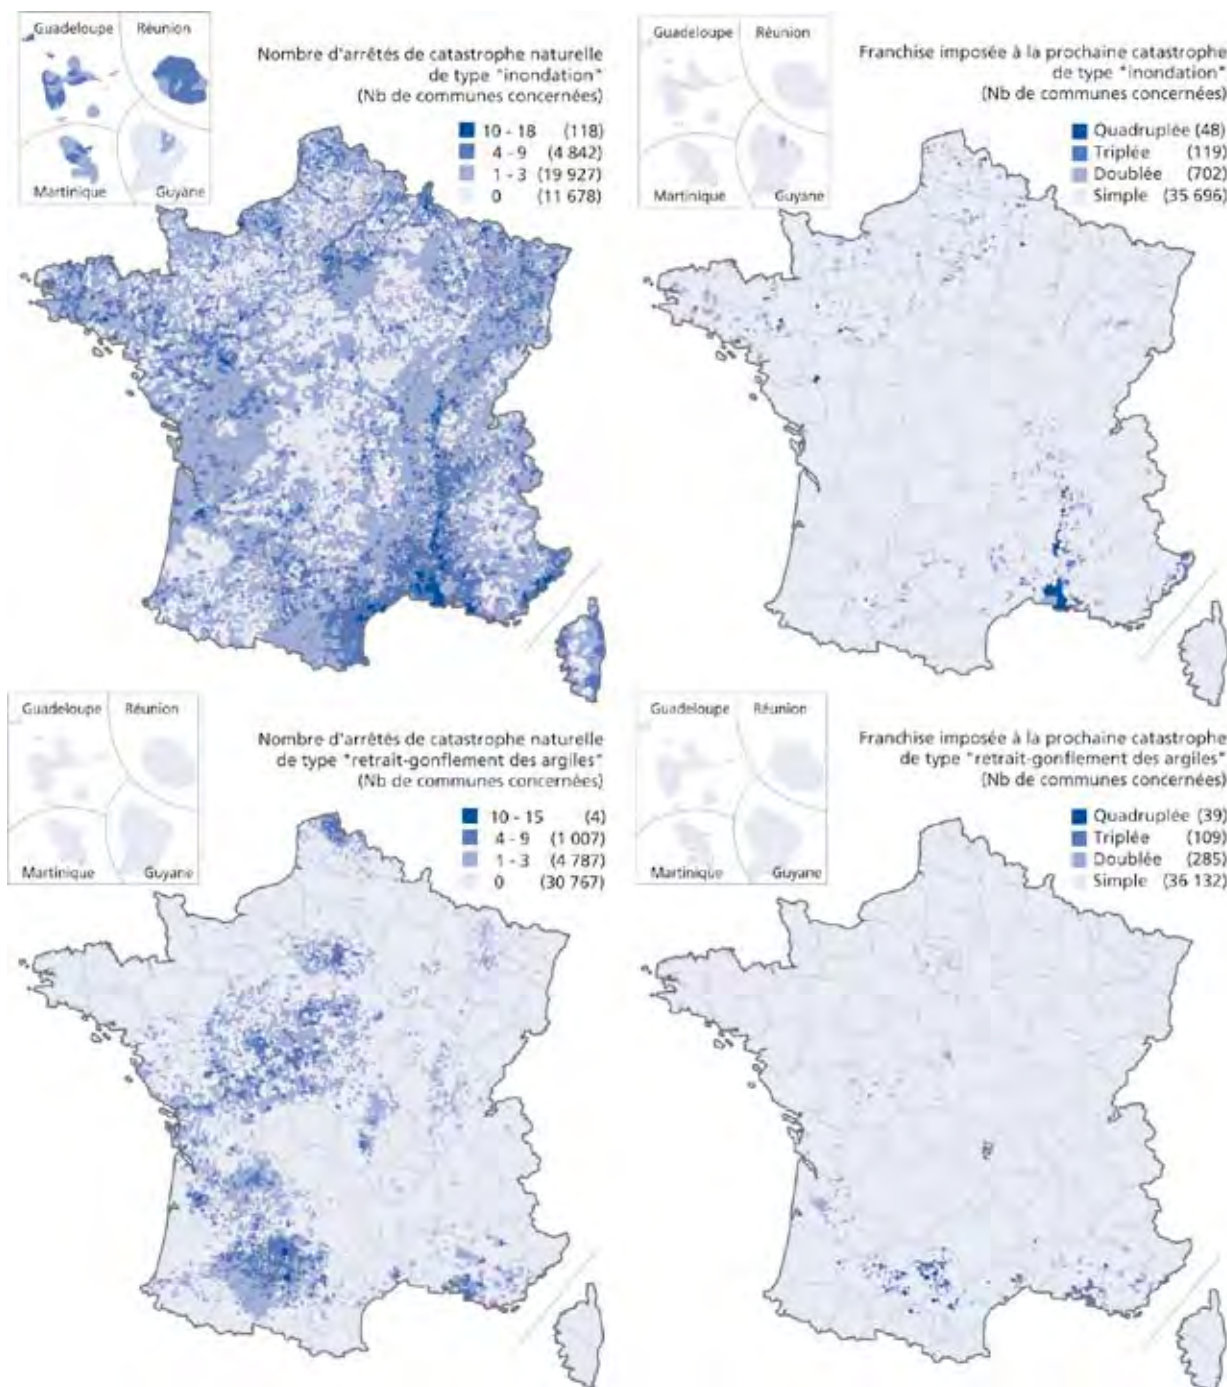 Guadeloupe
Réunion
Martinique
Guyane
Nombre d'arrêtés de catastrophe naturelle
de type "inondation"
(Nb de communes concernées)
10 - 18 (118)
4 - 9 (4 842)
1 - 3 (19 927)
0 (11 678)
Guadeloupe
Réunion
Martinique
Guyane
Franchise imposée à la prochaine catastrophe
de type "inondation"
(Nb de communes concernées)
Quadruplée (48)
Triplée (119)
Doublée (702)
Simple (35 696)
Guadeloupe
Réunion
Martinique
Guyane
Nombre d'arrêtés de catastrophe naturelle
de type "retrait-gonflement des argiles"
(Nb de communes concernées)
10 - 15 (4)
4 - 9 (1 007)
1 - 3 (4 787)
0 (30 767)
Guadeloupe
Réunion
Martinique
Guyane
Franchise imposée à la prochaine catastrophe
de type "retrait-gonflement des argiles"
(Nb de communes concernées)
Quadruplée (39)
Triplée (109)
Doublée (285)
Simple (36 132)